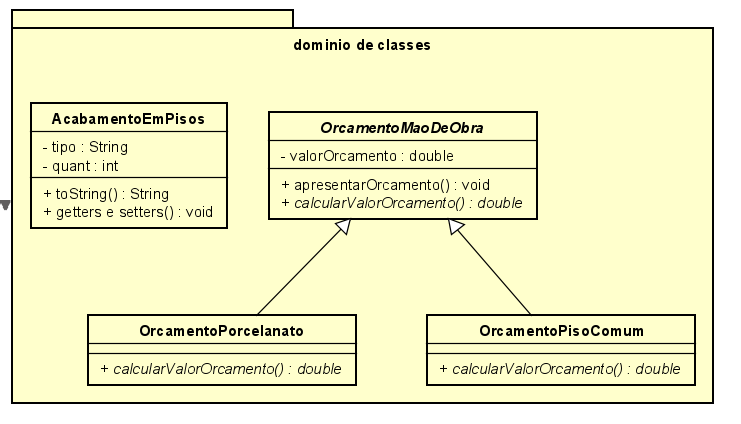 dominio de classes
AcabamentoEmPisos
- tipo : String
- quant : int
+ toString() : String
+ getters e setters() : void
OrcamentoMaoDeObra
- valorOrcamento : double
+ apresentarOrcamento() : void
+ calcularValorOrcamento() : double
OrcamentoPorcelanato
+ calcularValorOrcamento() : double
OrcamentoPisoComum
+ calcularValorOrcamento() : double